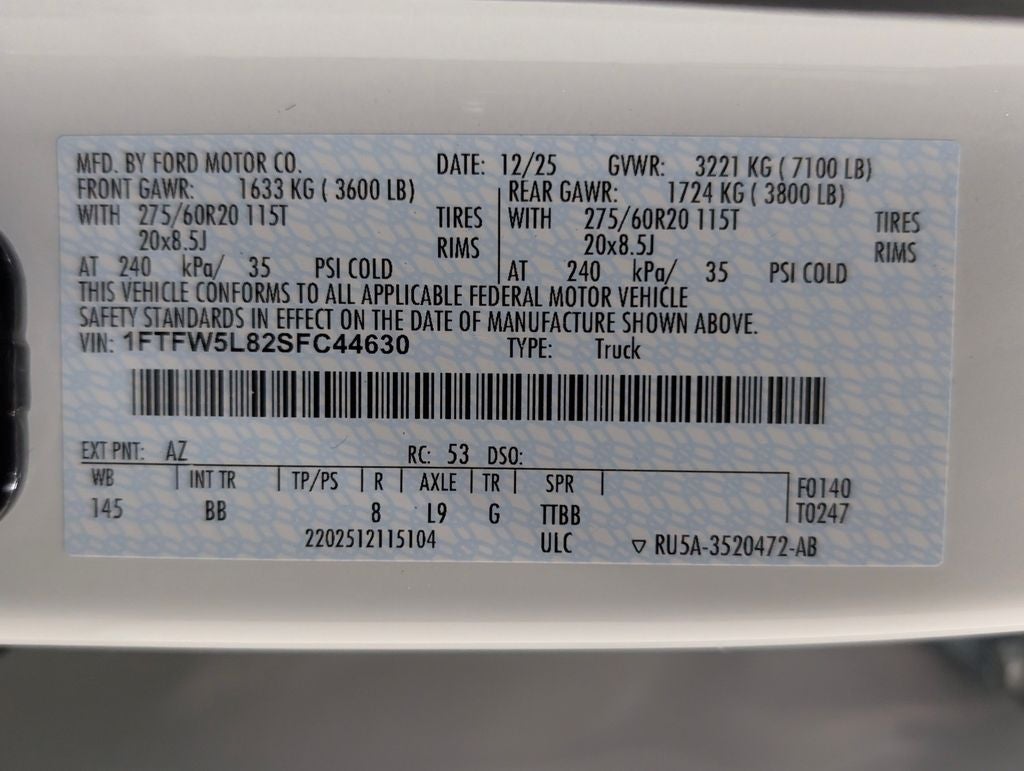 MFD. BY FORD MOTOR CO. DATE: 12/25 GVWR: 3221 KG ( 7100 LB)
FRONT GAWR: 1633 KG ( 3600 LB) REAR GAWR: 1724 KG ( 3800 LB)
WITH 275/60R20 115T TIRES WITH 275/60R20 115T TIRES
20x8.5J RIMS 20x8.5J RIMS
AT 240 kPa/ 35 PSI COLD AT 240 kPa/ 35 PSI COLD
THIS VEHICLE CONFORMS TO ALL APPLICABLE FEDERAL MOTOR VEHICLE
SAFETY STANDARDS IN EFFECT ON THE DATE OF MANUFACTURE SHOWN ABOVE.
VIN: 1FTFW5L82SFC44630 TYPE: Truck
EXT PNT: AZ RC: 53 DSO:
WB INT TR TP/PS R AXLE TR SPR F0140
145 BB 8 L9 G TTBB T0247
2202512115104 ULC ▽ RU5A-3520472-AB